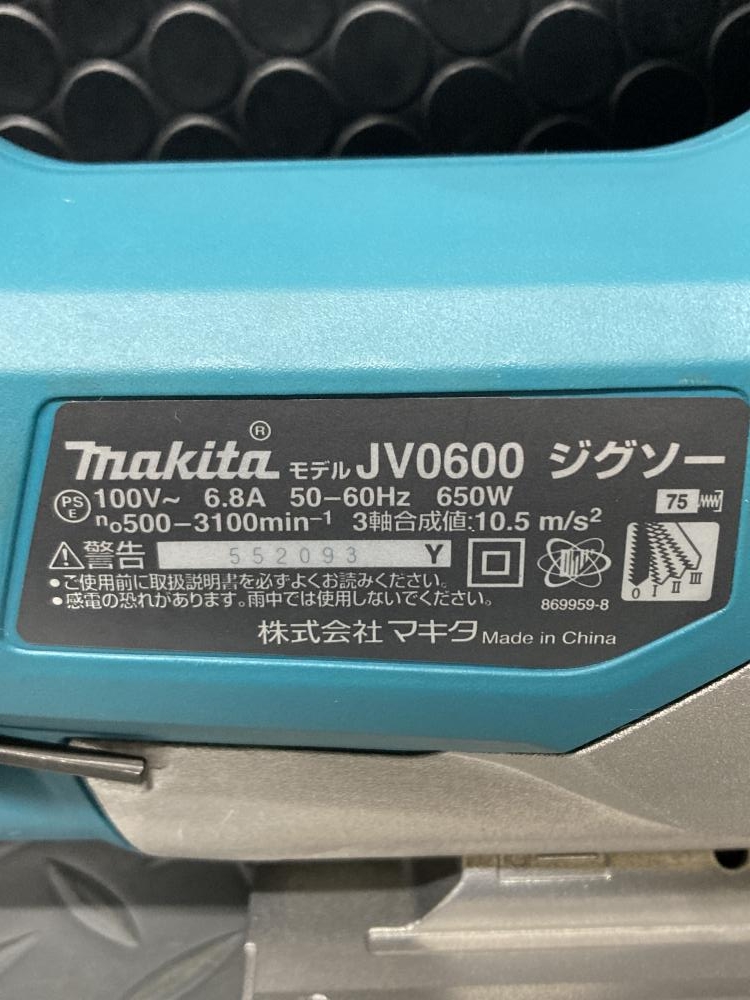 makita® モデル JV0600 ジグソー
PSE 100V~ 6.8A 50-60Hz 650W 75
n₀500-3100min⁻¹ 3軸合成値:10.5 m/s²
⚠警告 552093 Y
•ご使用前に取扱説明書を必ずよくお読みください。
•感電の恐れがあります。雨中では使用しないでください。
869959-8
0 I II III
株式会社 マキタ Made in China